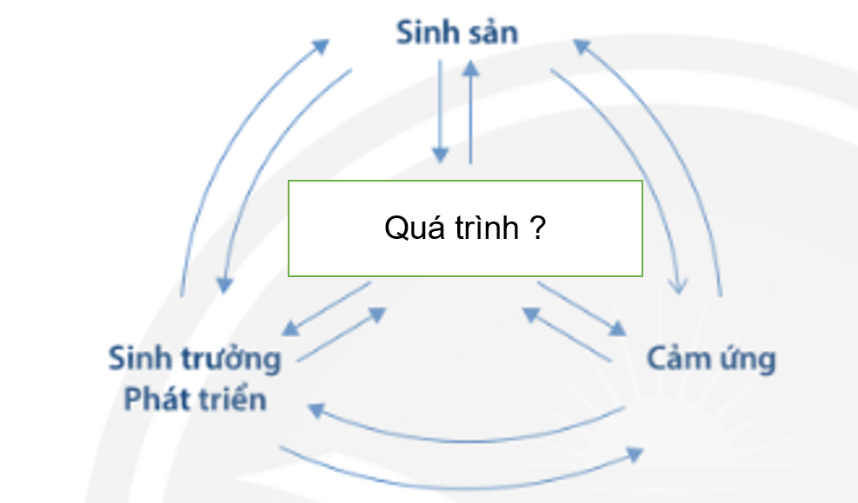 Sinh sản
Quá trình ?
Sinh trưởng
Phát triển
Cảm ứng